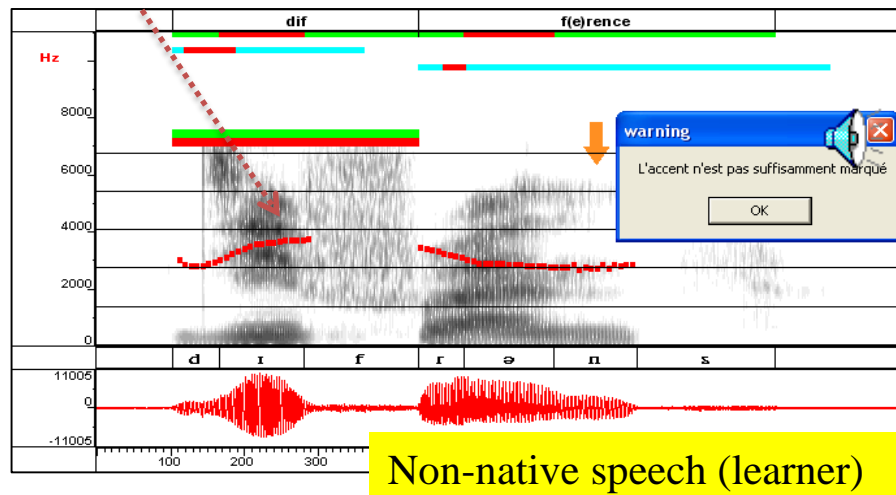 dif f(e)rence
Hz
8000
6000
4000
2000
0
warning
L'accent n'est pas suffisamment marqué
OK
d ɪ f r ə n s
11005
0
-11005
100 200 300
Non-native speech (learner)